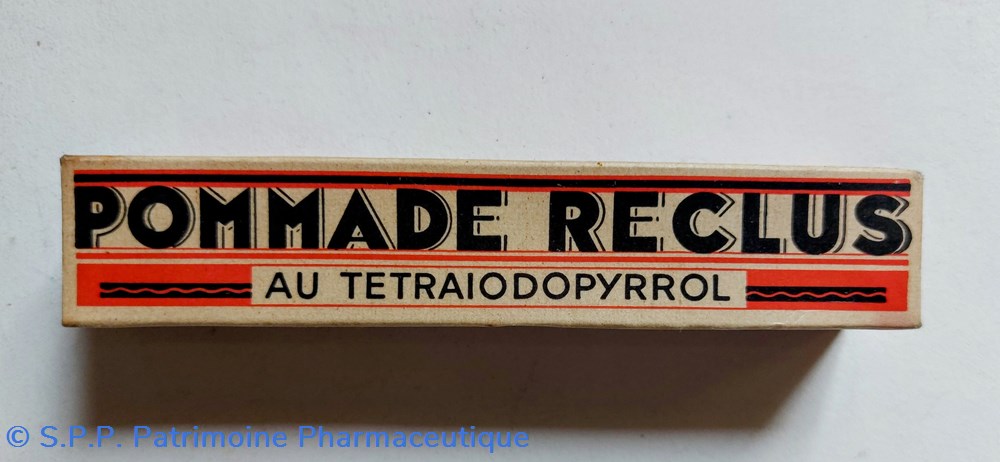 POMMADE RECLUS
AU TETRAIODOPYRROL
© S.P.P. Patrimoine Pharmaceutique